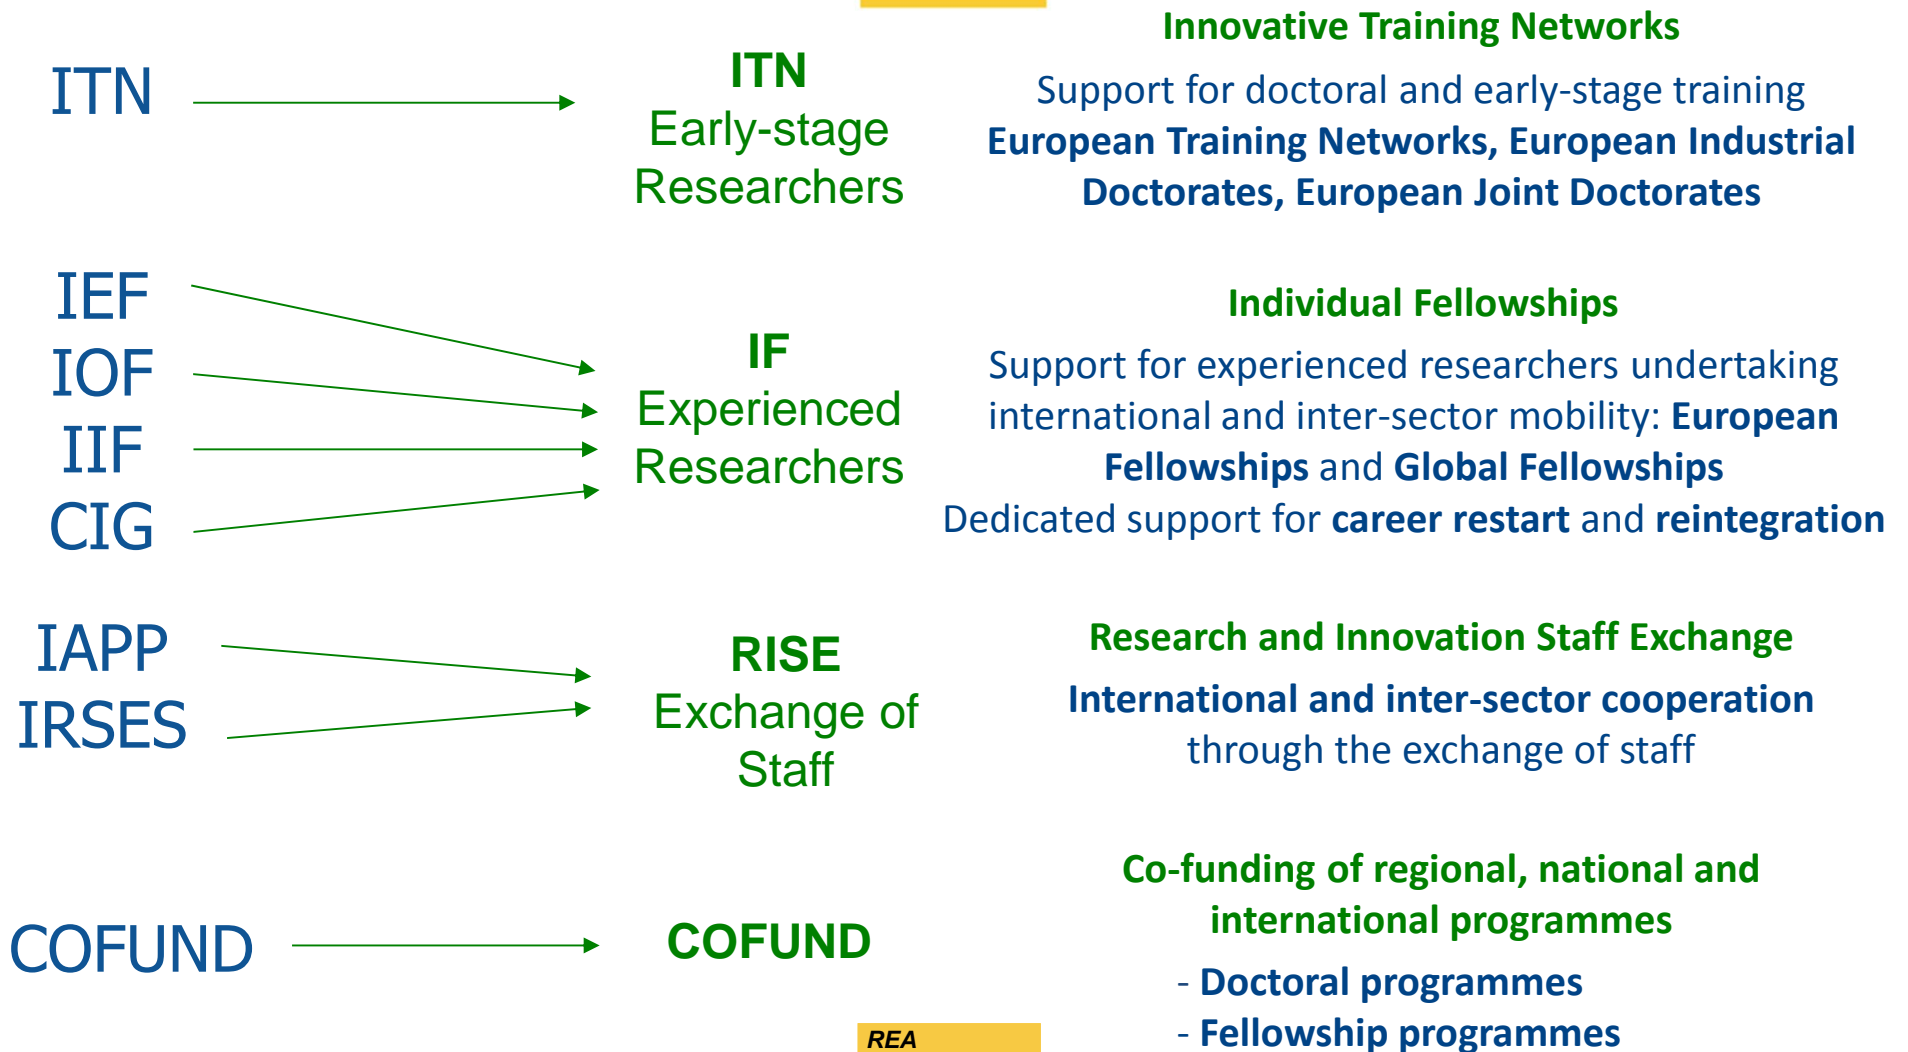 ITN
ITN
Early-stage
Researchers
Innovative Training Networks
Support for doctoral and early-stage training
European Training Networks, European Industrial
Doctorates, European Joint Doctorates
IEF
IOF
IIF
CIG
IF
Experienced
Researchers
Individual Fellowships
Support for experienced researchers undertaking
international and inter-sector mobility: European
Fellowships and Global Fellowships
Dedicated support for career restart and reintegration
IAPP
IRSES
RISE
Exchange of
Staff
Research and Innovation Staff Exchange
International and inter-sector cooperation
through the exchange of staff
COFUND
COFUND
Co-funding of regional, national and
international programmes
- Doctoral programmes
- Fellowship programmes
REA